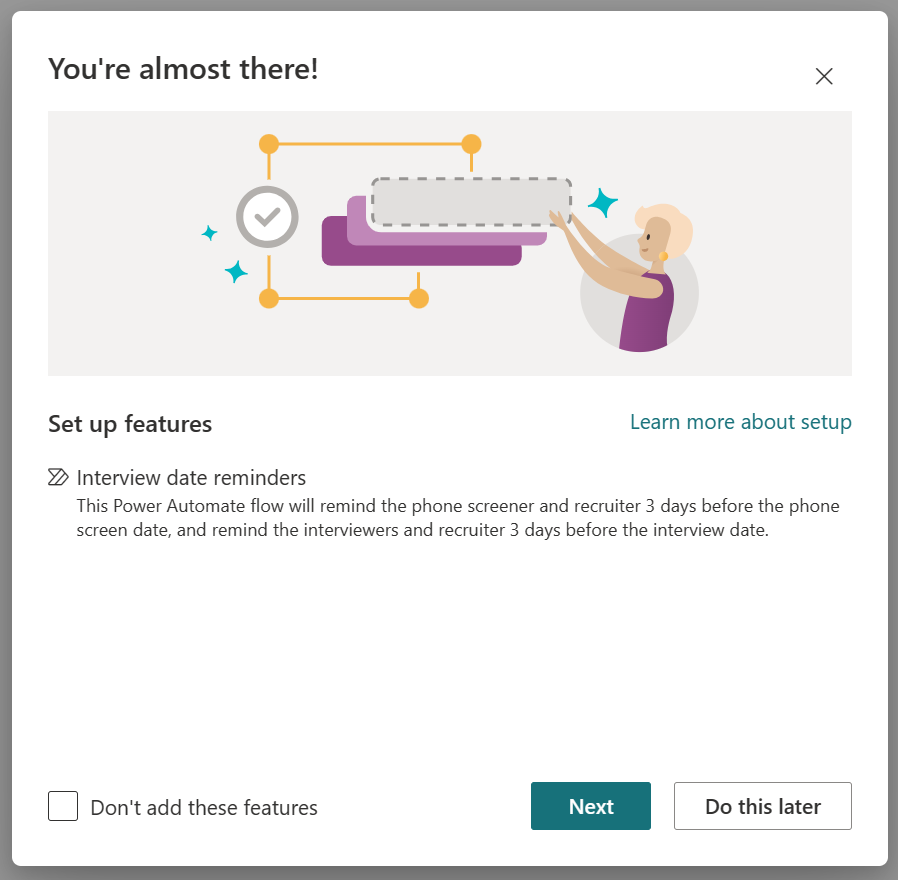 You're almost there!
Set up features
Learn more about setup
Interview date reminders
This Power Automate flow will remind the phone screener and recruiter 3 days before the phone
screen date, and remind the interviewers and recruiter 3 days before the interview date.
Don't add these features
Next
Do this later